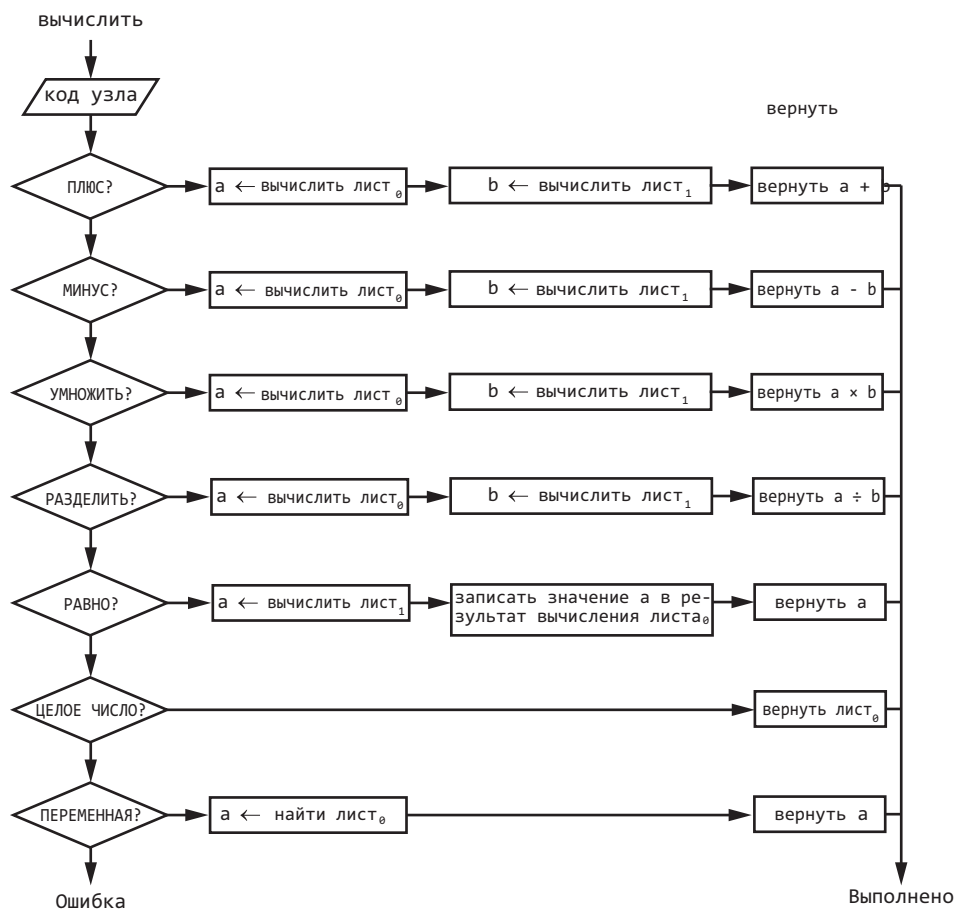 вычислить
код узла
вернуть
ПЛЮС? a ← вычислить лист₀ b ← вычислить лист₁ вернуть a + b
МИНУС? a ← вычислить лист₀ b ← вычислить лист₁ вернуть a - b
УМНОЖИТЬ? a ← вычислить лист₀ b ← вычислить лист₁ вернуть a × b
РАЗДЕЛИТЬ? a ← вычислить лист₀ b ← вычислить лист₁ вернуть a ÷ b
РАВНО? a ← вычислить лист₁
записать значение a в ре-
зультат вычисления листа₀
вернуть a
ЦЕЛОЕ ЧИСЛО? вернуть лист₀
ПЕРЕМЕННАЯ? a ← найти лист₀ вернуть a
Ошибка
Выполнено